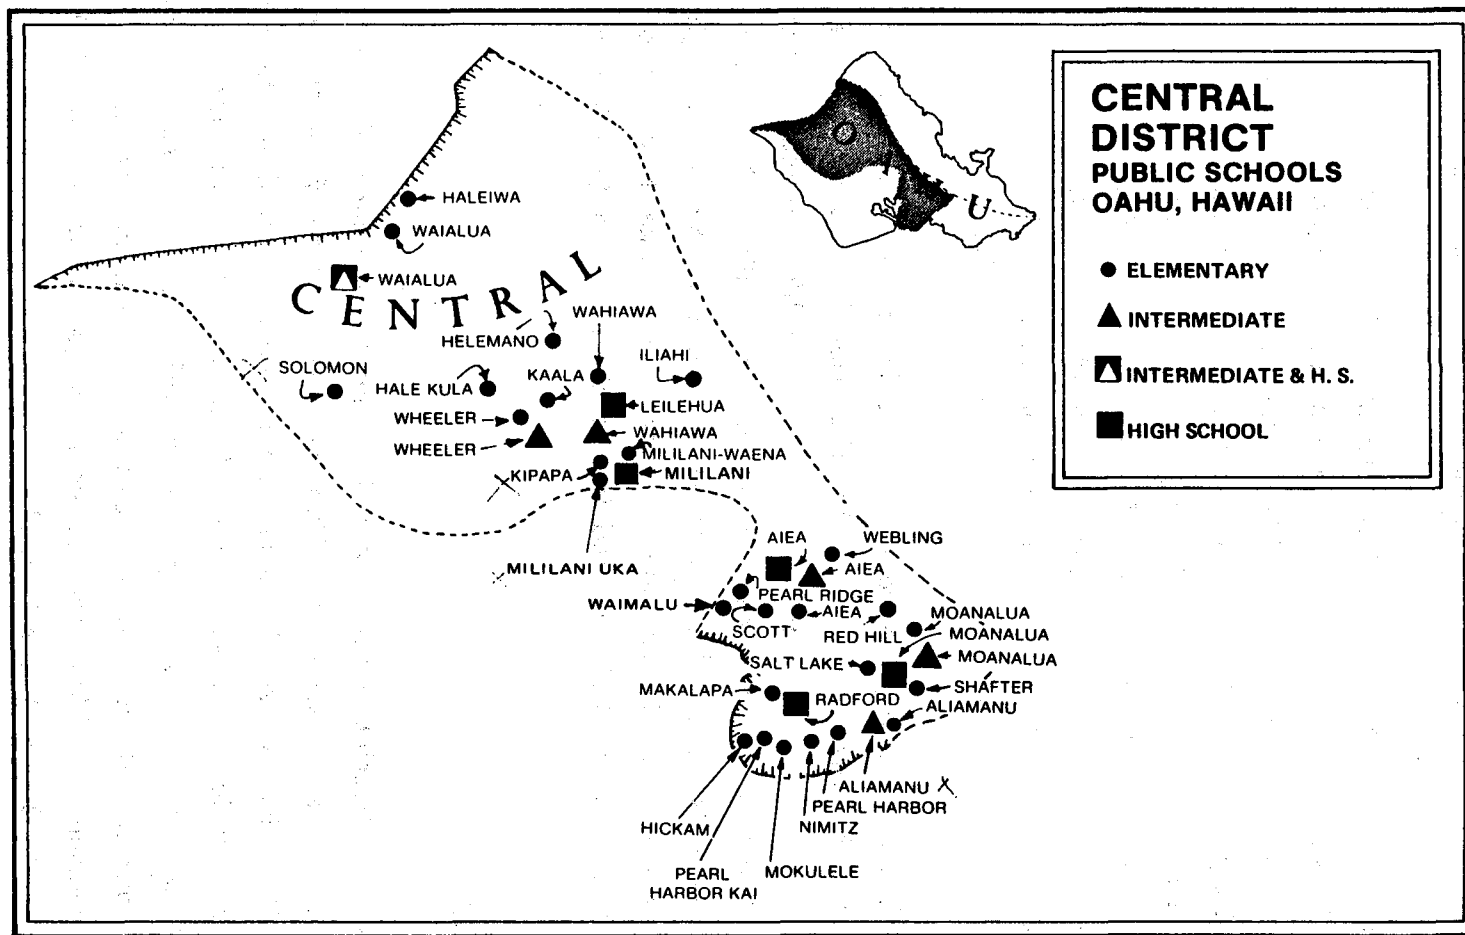 CENTRAL
DISTRICT
PUBLIC SCHOOLS
OAHU, HAWAII
ELEMENTARY
INTERMEDIATE
INTERMEDIATE & H. S.
HIGH SCHOOL
O A H U
HALEIWA
WAIALUA
WAIALUA
CENTRAL
WAHIAWA
HELEMANO
ILIAHI
SOLOMON
KAALA
HALE KULA
LEILEHUA
WHEELER
WAHIAWA
WHEELER
MILILANI-WAENA
KIPAPA
MILILANI
MILILANI UKA
AIEA
WEBLING
AIEA
PEARL RIDGE
WAIMALU
AIEA
MOANALUA
SCOTT
RED HILL
MOANALUA
MOANALUA
SALT LAKE
SHAFTER
MAKALAPA
RADFORD
ALIAMANU
ALIAMANU
PEARL HARBOR
HICKAM
NIMITZ
PEARL
HARBOR KAI
MOKULELE